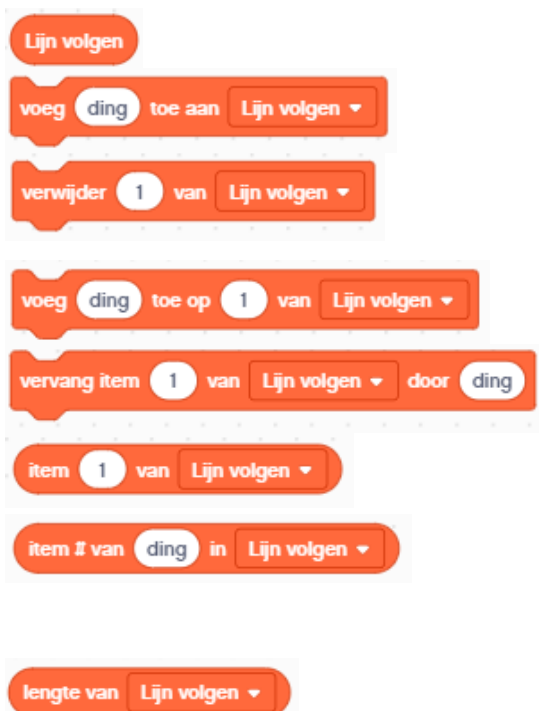 Lijn volgen
voeg ding toe aan Lijn volgen
verwijder 1 van Lijn volgen
voeg ding toe op 1 van Lijn volgen
vervang item 1 van Lijn volgen door ding
item 1 van Lijn volgen
item # van ding in Lijn volgen
lengte van Lijn volgen